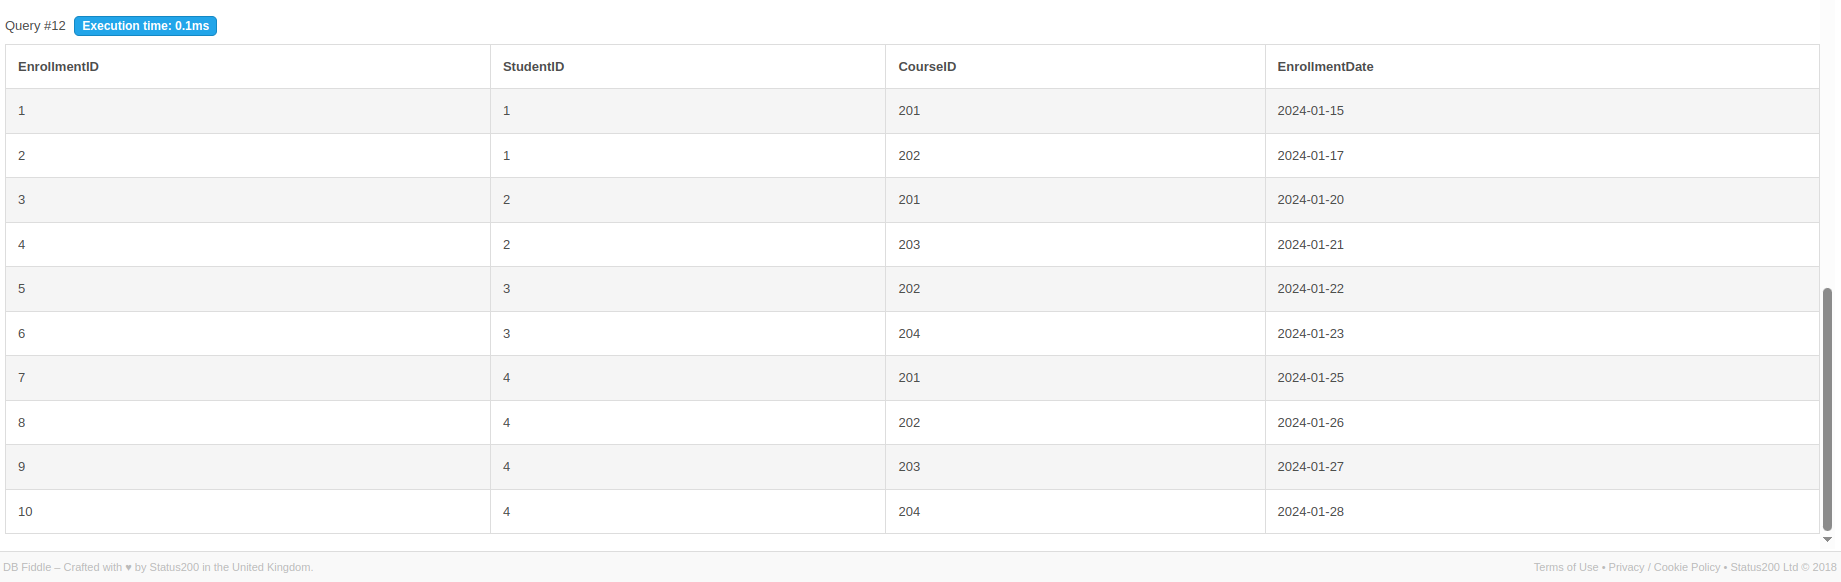 Query #12 Execution time: 0.1ms
EnrollmentID StudentID CourseID EnrollmentDate
1 1 201 2024-01-15
2 1 202 2024-01-17
3 2 201 2024-01-20
4 2 203 2024-01-21
5 3 202 2024-01-22
6 3 204 2024-01-23
7 4 201 2024-01-25
8 4 202 2024-01-26
9 4 203 2024-01-27
10 4 204 2024-01-28
DB Fiddle – Crafted with ♥ by Status200 in the United Kingdom. Terms of Use • Privacy / Cookie Policy • Status200 Ltd © 2018